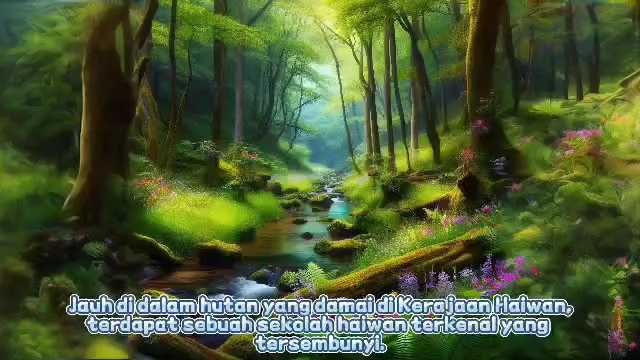 Jauh di dalam hutan yang damai di Kerajaan Haiwan,
terdapat sebuah sekolah haiwan terkenal yang
tersembunyi.